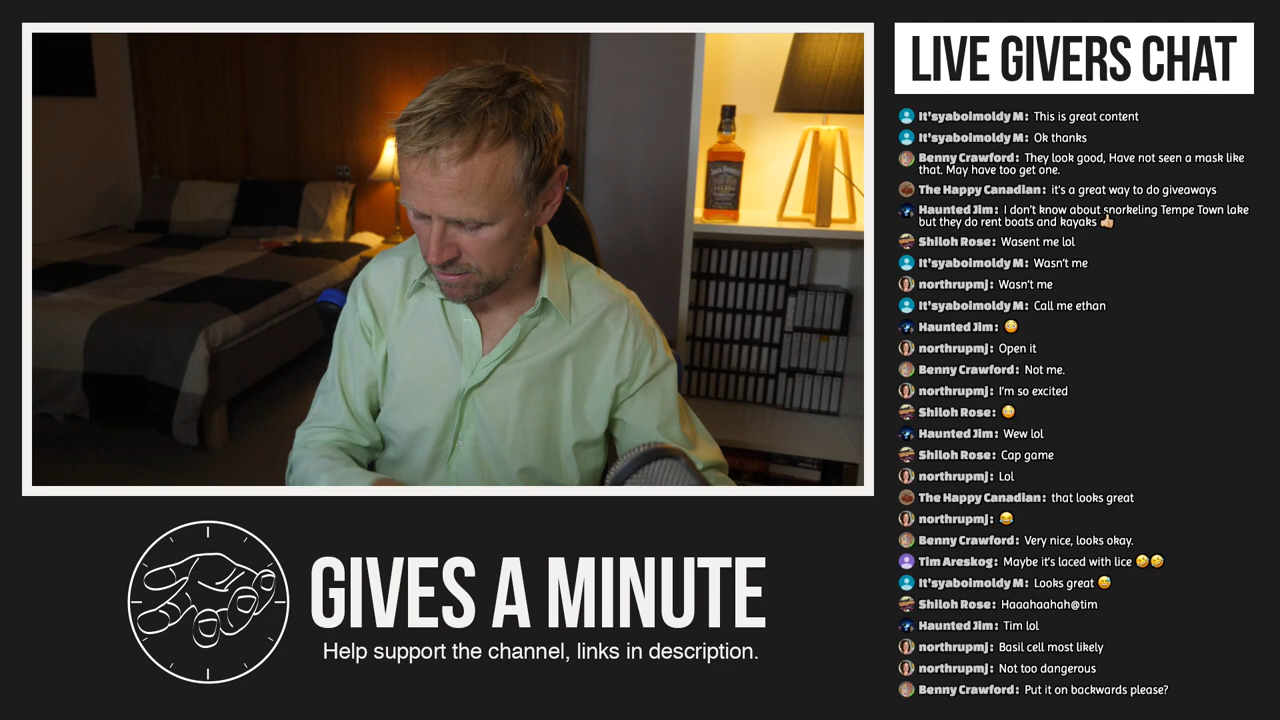 LIVE GIVERS CHAT
It'syaboimoldy M: This is great content
It'syaboimoldy M: Ok thanks
Benny Crawford: They look good, Have not seen a mask like
that. May have too get one.
The Happy Canadian: it's a great way to do giveaways
Haunted Jim: I don't know about snorkeling Tempe Town lake
but they do rent boats and kayaks 👍🏼
Shiloh Rose: Wasent me lol
It'syaboimoldy M: Wasn't me
northrupmj: Wasn't me
It'syaboimoldy M: Call me ethan
Haunted Jim: 😳
northrupmj: Open it
Benny Crawford: Not me.
northrupmj: I'm so excited
Shiloh Rose: 😳
Haunted Jim: Wew lol
Shiloh Rose: Cap game
northrupmj: Lol
The Happy Canadian: that looks great
northrupmj: 😂
Benny Crawford: Very nice, looks okay.
Tim Areskog: Maybe it's laced with lice 🤣🤣
It'syaboimoldy M: Looks great 😅
Shiloh Rose: Haaahaahah@tim
Haunted Jim: Tim lol
northrupmj: Basil cell most likely
northrupmj: Not too dangerous
Benny Crawford: Put it on backwards please?
GIVES A MINUTE
Help support the channel, links in description.